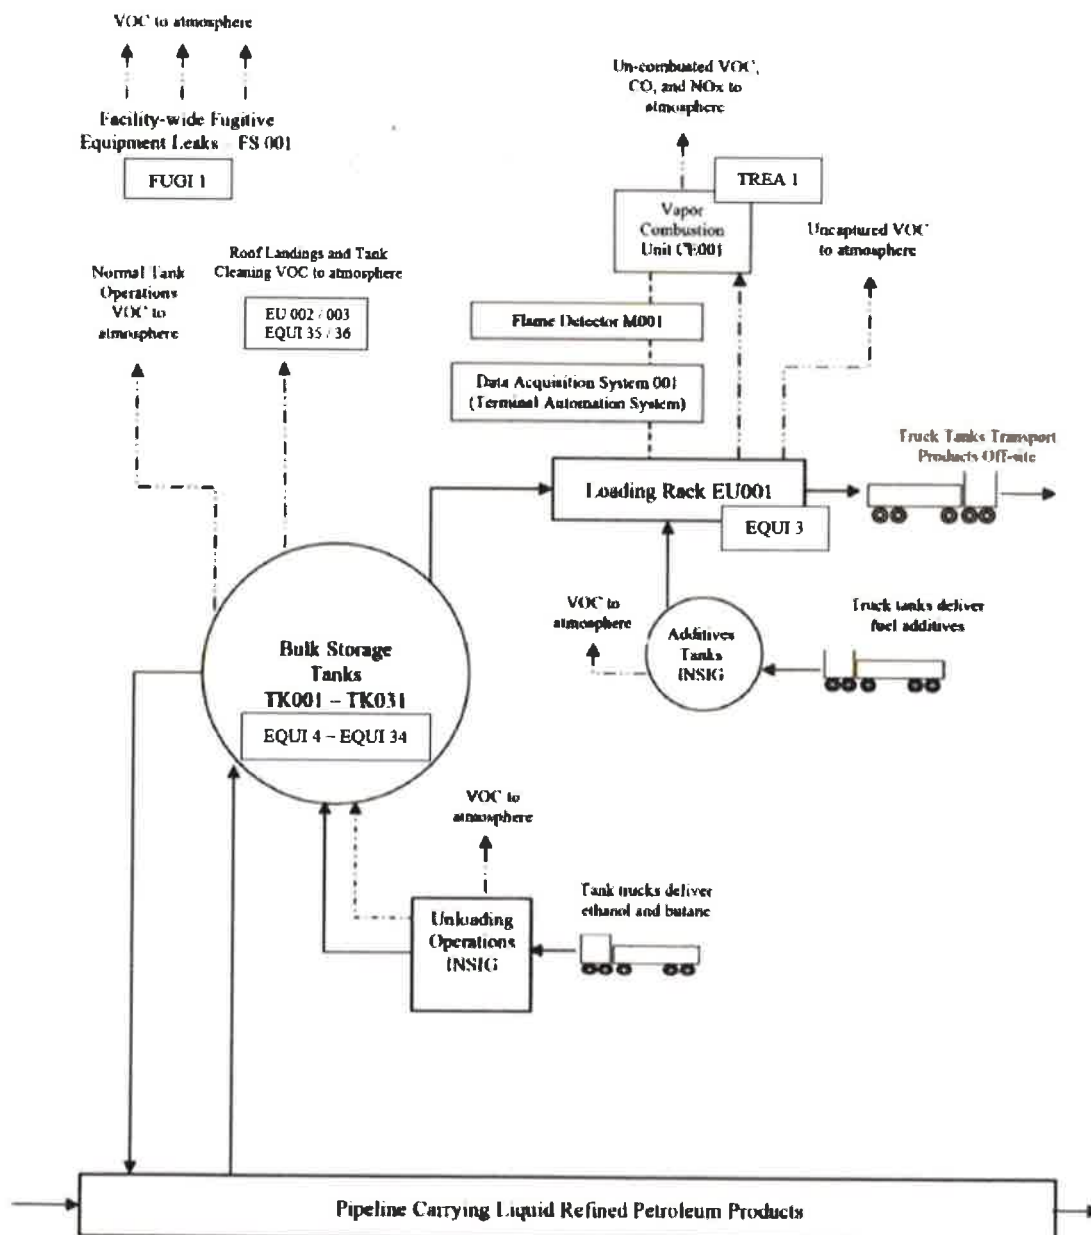 VOC to atmosphere
Facility-wide Fugitive
Equipment Leaks - FS 001
FUGI 1
Un-combusted VOC,
CO, and NOx to
atmosphere
TREA 1
Vapor
Combustion
Unit CE001
Uncaptured VOC
to atmosphere
Normal Tank
Operations
VOC to
atmosphere
Roof Landings and Tank
Cleaning VOC to atmosphere
EU 002 / 003
EQUI 35 / 36
Flame Detector M001
Data Acquisition System 001
(Terminal Automation System)
Truck Tanks Transport
Products Off-site
Loading Rack EU001
EQUI 3
VOC to
atmosphere
Additives
Tanks
INSIG
Truck tanks deliver
fuel additives
Bulk Storage
Tanks
TK001 – TK031
EQUI 4 – EQUI 34
VOC to
atmosphere
Unloading
Operations
INSIG
Tank trucks deliver
ethanol and butane
Pipeline Carrying Liquid Refined Petroleum Products